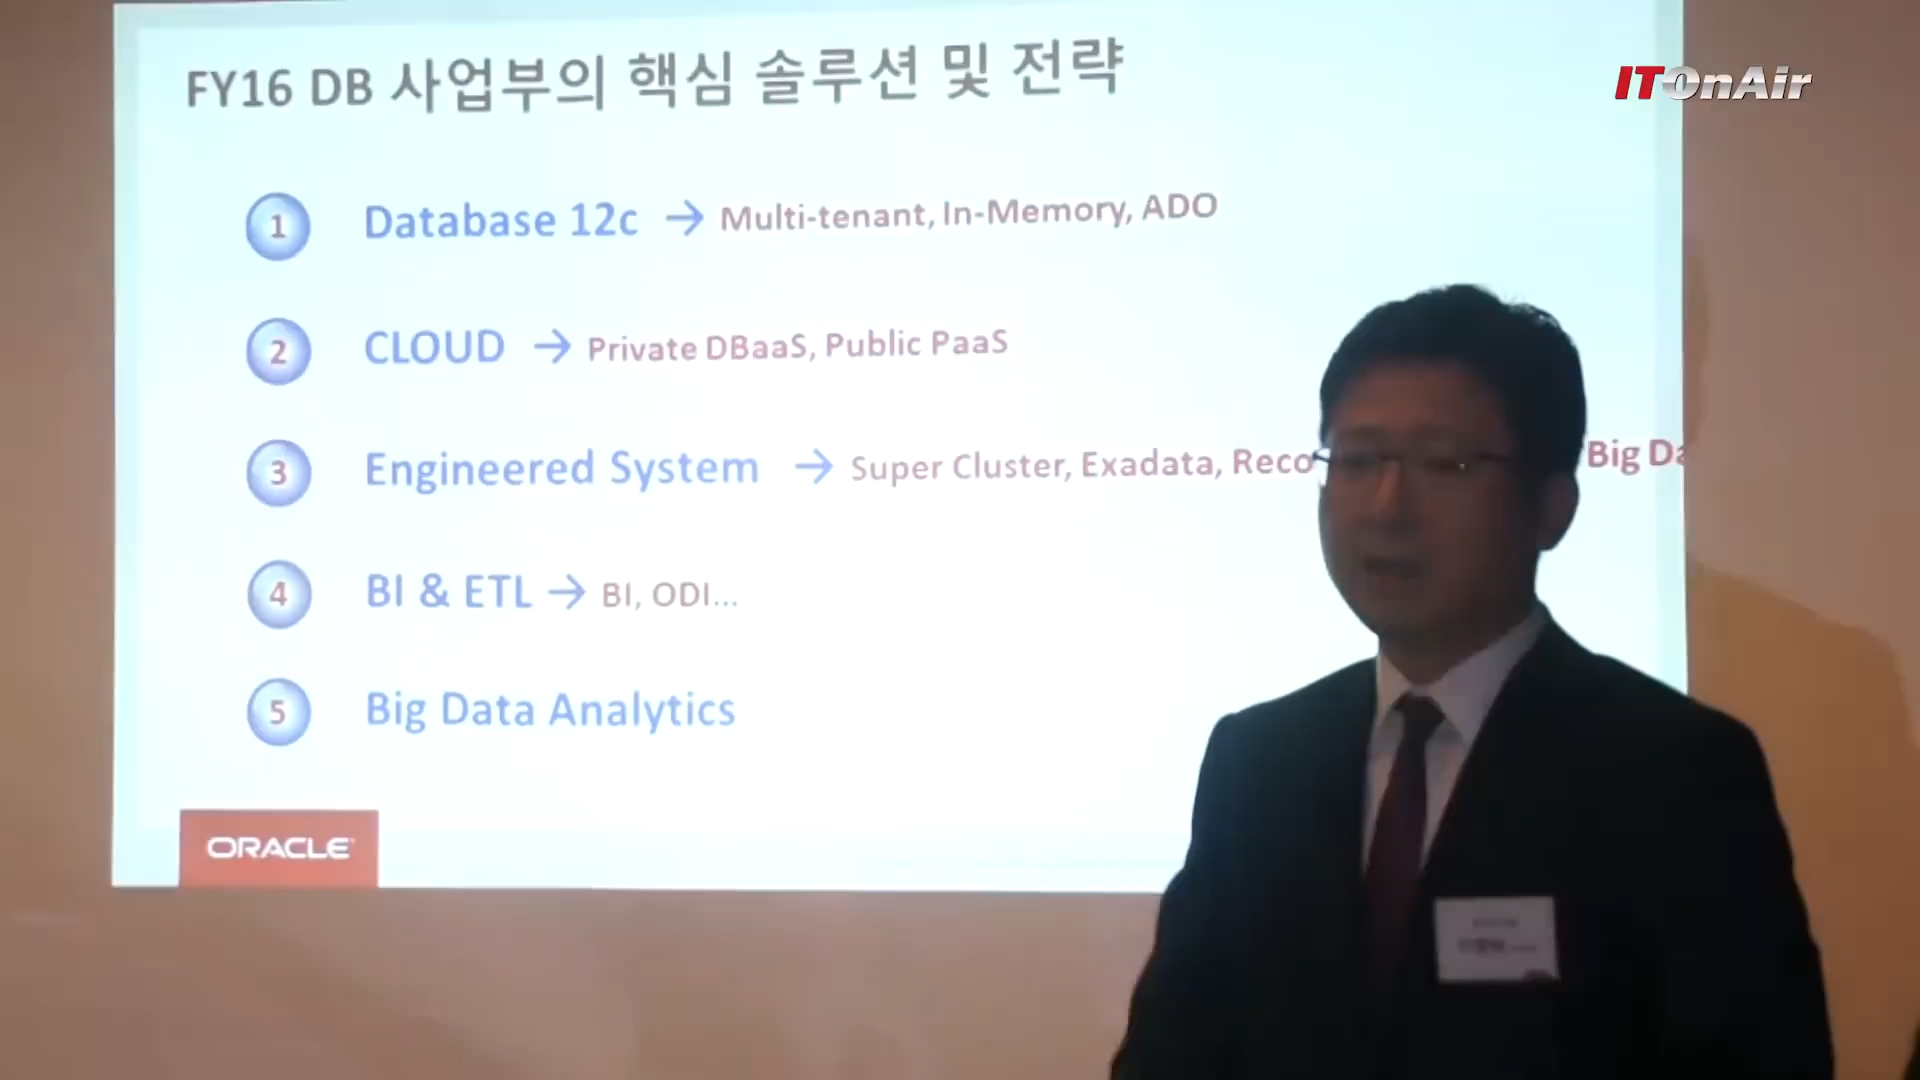 FY16 DB 사업부의 핵심 솔루션 및 전략
ITOnAir
1 Database 12c → Multi-tenant, In-Memory, ADO
2 CLOUD → Private DBaaS, Public PaaS
3 Engineered System → Super Cluster, Exadata, Reco Big Da
4 BI & ETL → BI, ODI...
5 Big Data Analytics
ORACLE